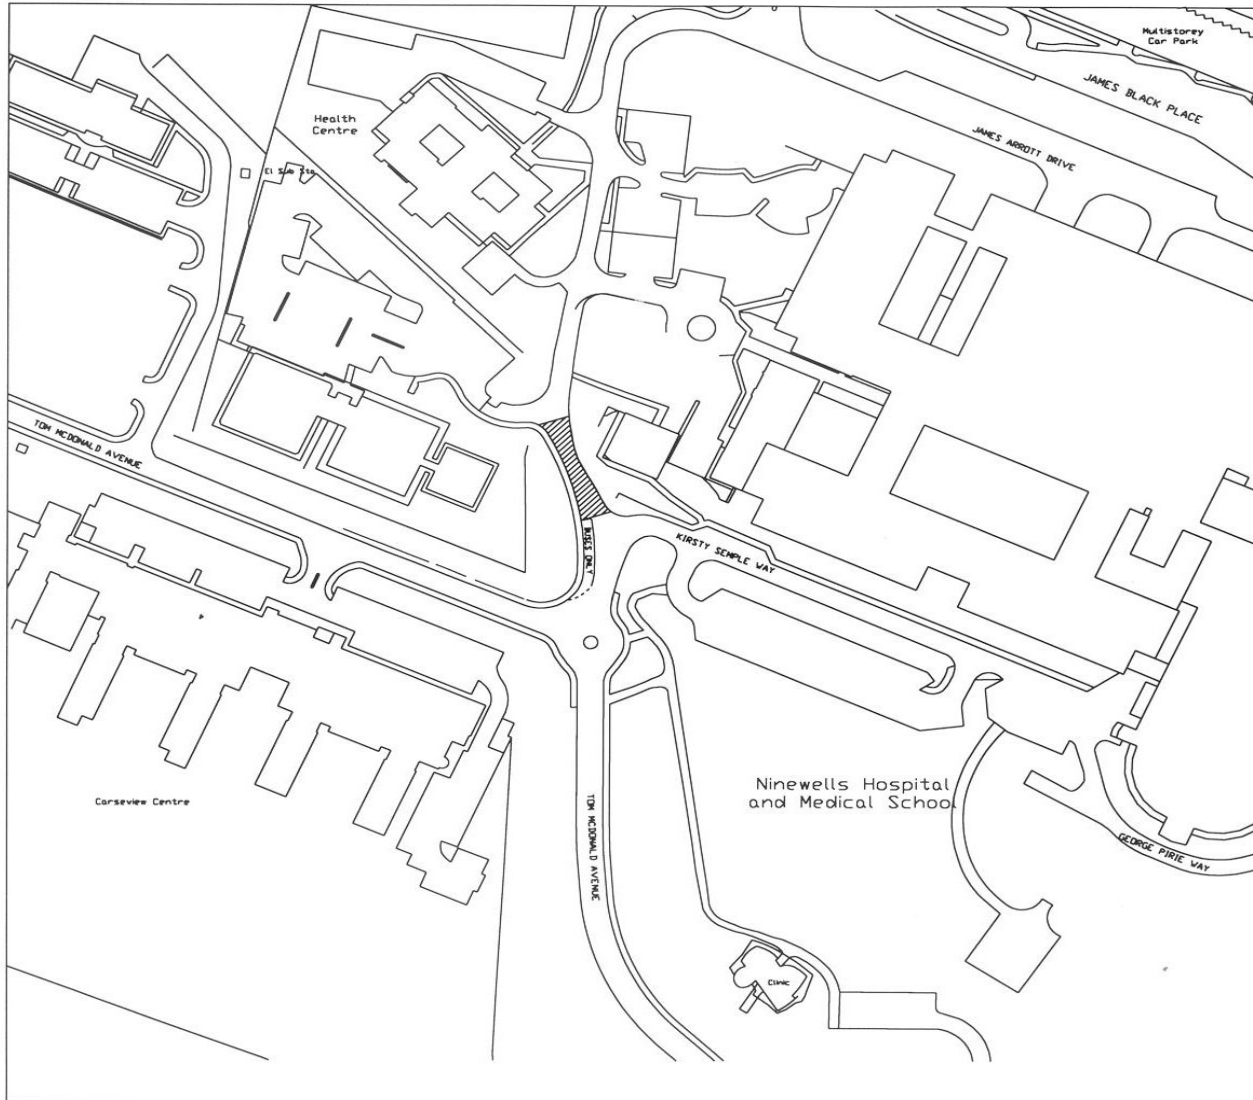 Multistorey
Car Park
JAMES BLACK PLACE
JAMES ARROTT DRIVE
Health
Centre
El Sub Sta
TOM MCDONALD AVENUE
BUSES ONLY
KIRSTY SEMPLE WAY
Ninewells Hospital
and Medical School
Carseview Centre
TOM MCDONALD AVENUE
GEORGE PIRIE WAY
Clinic